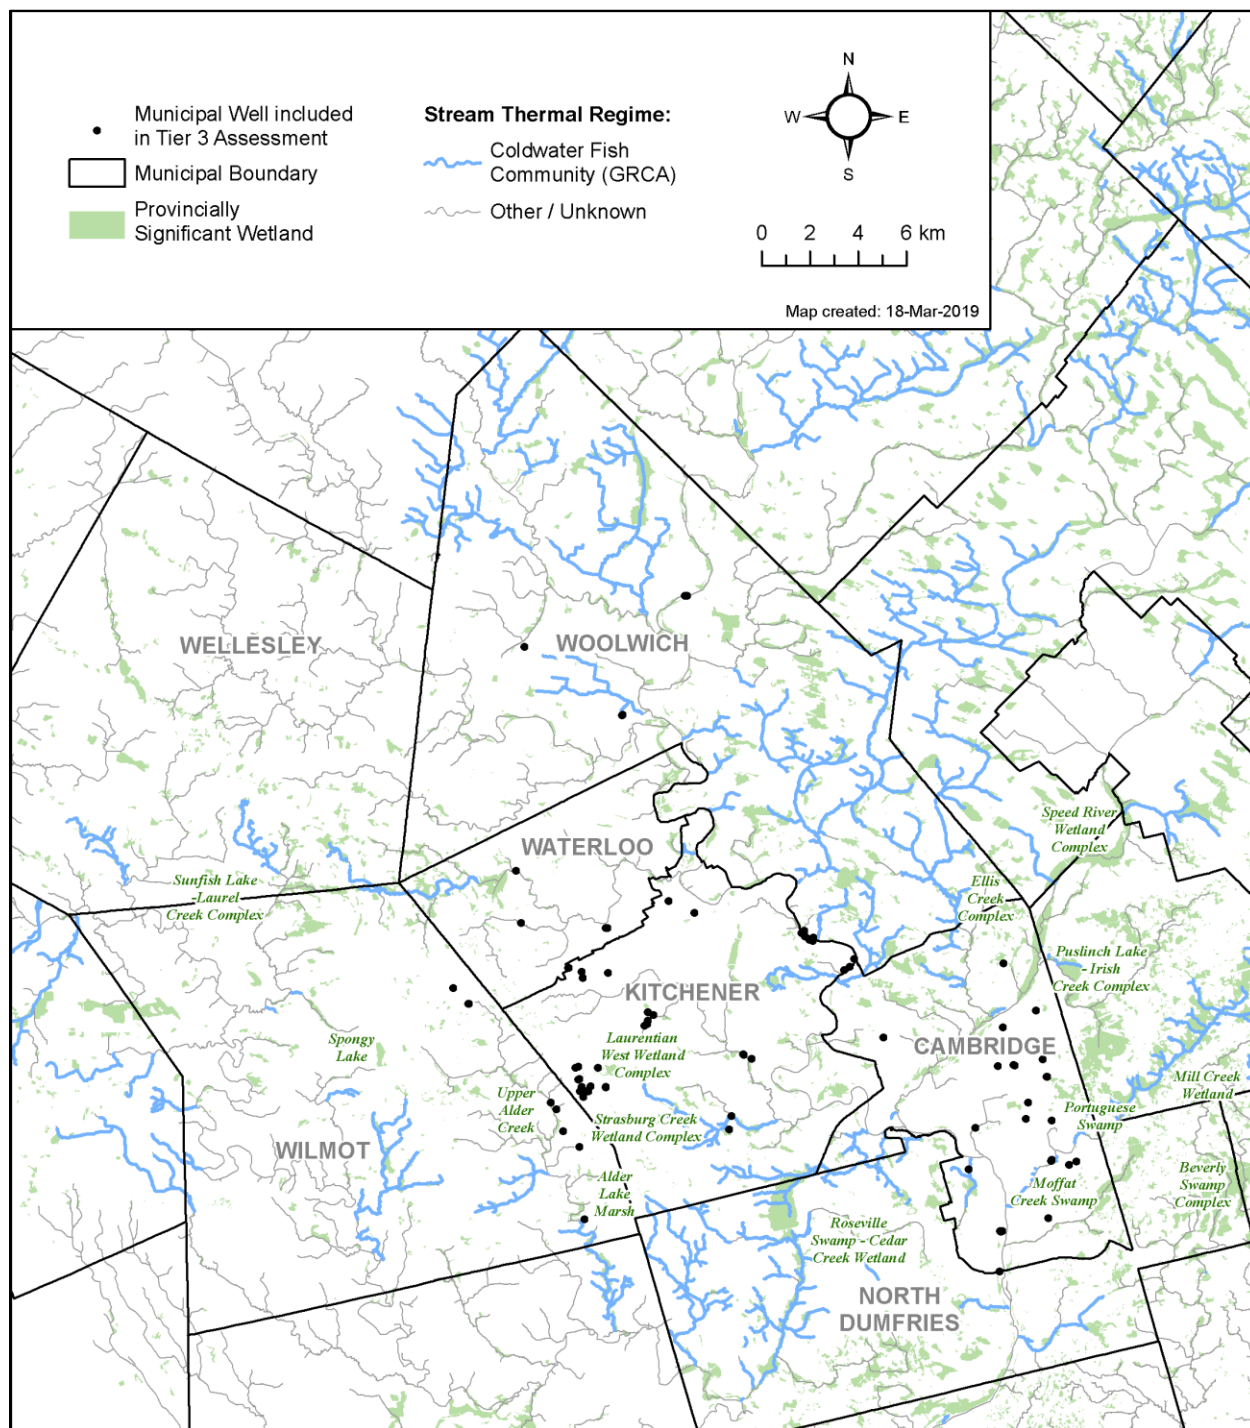 Municipal Well included
in Tier 3 Assessment
Municipal Boundary
Provincially
Significant Wetland
Stream Thermal Regime:
Coldwater Fish
Community (GRCA)
Other / Unknown
N
W E
S
0 2 4 6 km
Map created: 18-Mar-2019
WELLESLEY
WOOLWICH
Speed River
Wetland
Complex
WATERLOO
Sunfish Lake
-Laurel
Creek Complex
Ellis
Creek
Complex
Puslinch Lake
- Irish
Creek Complex
KITCHENER
Laurentian
West Wetland
Complex
CAMBRIDGE
Spongy
Lake
Mill Creek
Wetland
Upper
Alder
Creek
Strasburg Creek
Wetland Complex
Portuguese
Swamp
WILMOT
Alder
Lake
Marsh
Moffat
Creek Swamp
Beverly
Swamp
Complex
Roseville
Swamp - Cedar
Creek Wetland
NORTH
DUMFRIES